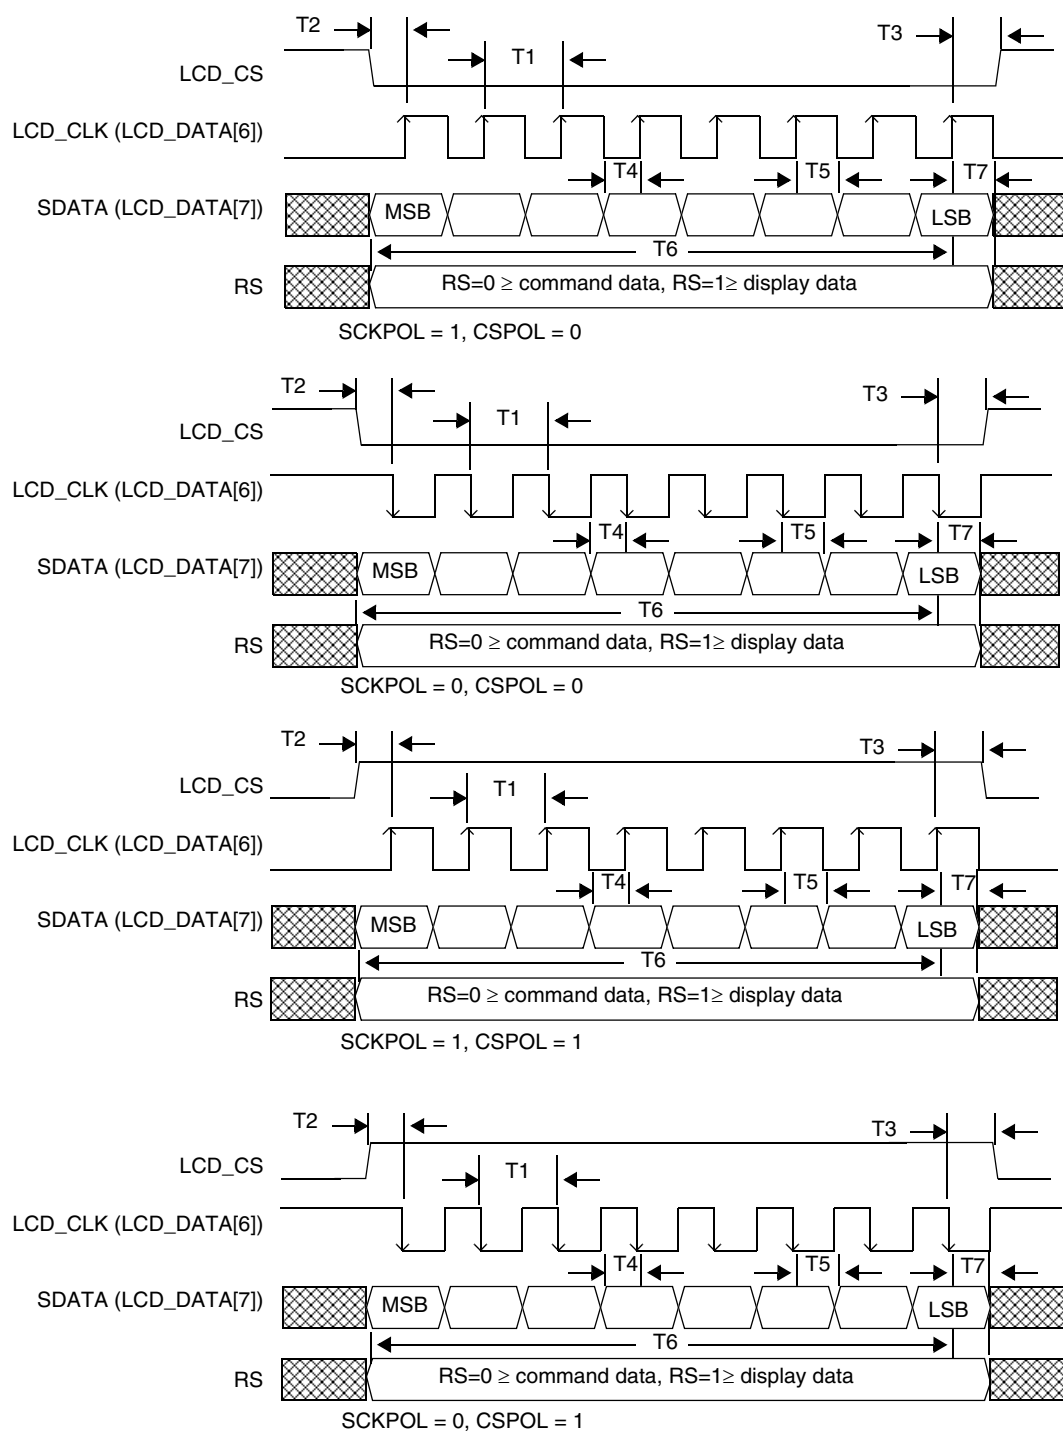 T2
T3
T1
LCD_CS
LCD_CLK (LCD_DATA[6])
T4 T5 T7
SDATA (LCD_DATA[7])
MSB LSB
T6
RS
RS=0 ≥ command data, RS=1≥ display data
SCKPOL = 1, CSPOL = 0
T2
T3
T1
LCD_CS
LCD_CLK (LCD_DATA[6])
T4 T5 T7
SDATA (LCD_DATA[7])
MSB LSB
T6
RS
RS=0 ≥ command data, RS=1≥ display data
SCKPOL = 0, CSPOL = 0
T2
T3
T1
LCD_CS
LCD_CLK (LCD_DATA[6])
T4 T5 T7
SDATA (LCD_DATA[7])
MSB LSB
T6
RS
RS=0 ≥ command data, RS=1≥ display data
SCKPOL = 1, CSPOL = 1
T2
T3
T1
LCD_CS
LCD_CLK (LCD_DATA[6])
T4 T5 T7
SDATA (LCD_DATA[7])
MSB LSB
T6
RS
RS=0 ≥ command data, RS=1≥ display data
SCKPOL = 0, CSPOL = 1